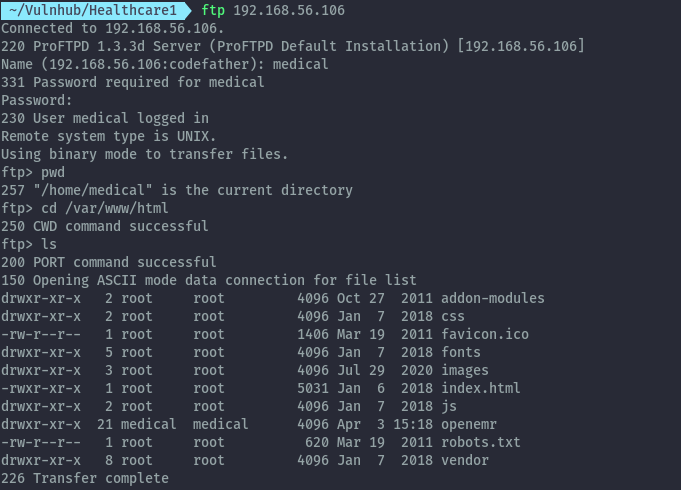 ~/Vulnhub/Healthcare1 ftp 192.168.56.106
Connected to 192.168.56.106.
220 ProFTPD 1.3.3d Server (ProFTPD Default Installation) [192.168.56.106]
Name (192.168.56.106:codefather): medical
331 Password required for medical
Password:
230 User medical logged in
Remote system type is UNIX.
Using binary mode to transfer files.
ftp> pwd
257 "/home/medical" is the current directory
ftp> cd /var/www/html
250 CWD command successful
ftp> ls
200 PORT command successful
150 Opening ASCII mode data connection for file list
drwxr-xr-x   2 root     root         4096 Oct 27  2011 addon-modules
drwxr-xr-x   2 root     root         4096 Jan  7  2018 css
-rw-r--r--   1 root     root         1406 Mar 19  2011 favicon.ico
drwxr-xr-x   5 root     root         4096 Jan  7  2018 fonts
drwxr-xr-x   3 root     root         4096 Jul 29  2020 images
-rwxr-xr-x   1 root     root         5031 Jan  6  2018 index.html
drwxr-xr-x   2 root     root         4096 Jan  7  2018 js
drwxr-xr-x  21 medical  medical      4096 Apr  3 15:18 openemr
-rw-r--r--   1 root     root          620 Mar 19  2011 robots.txt
drwxr-xr-x   8 root     root         4096 Jan  7  2018 vendor
226 Transfer complete